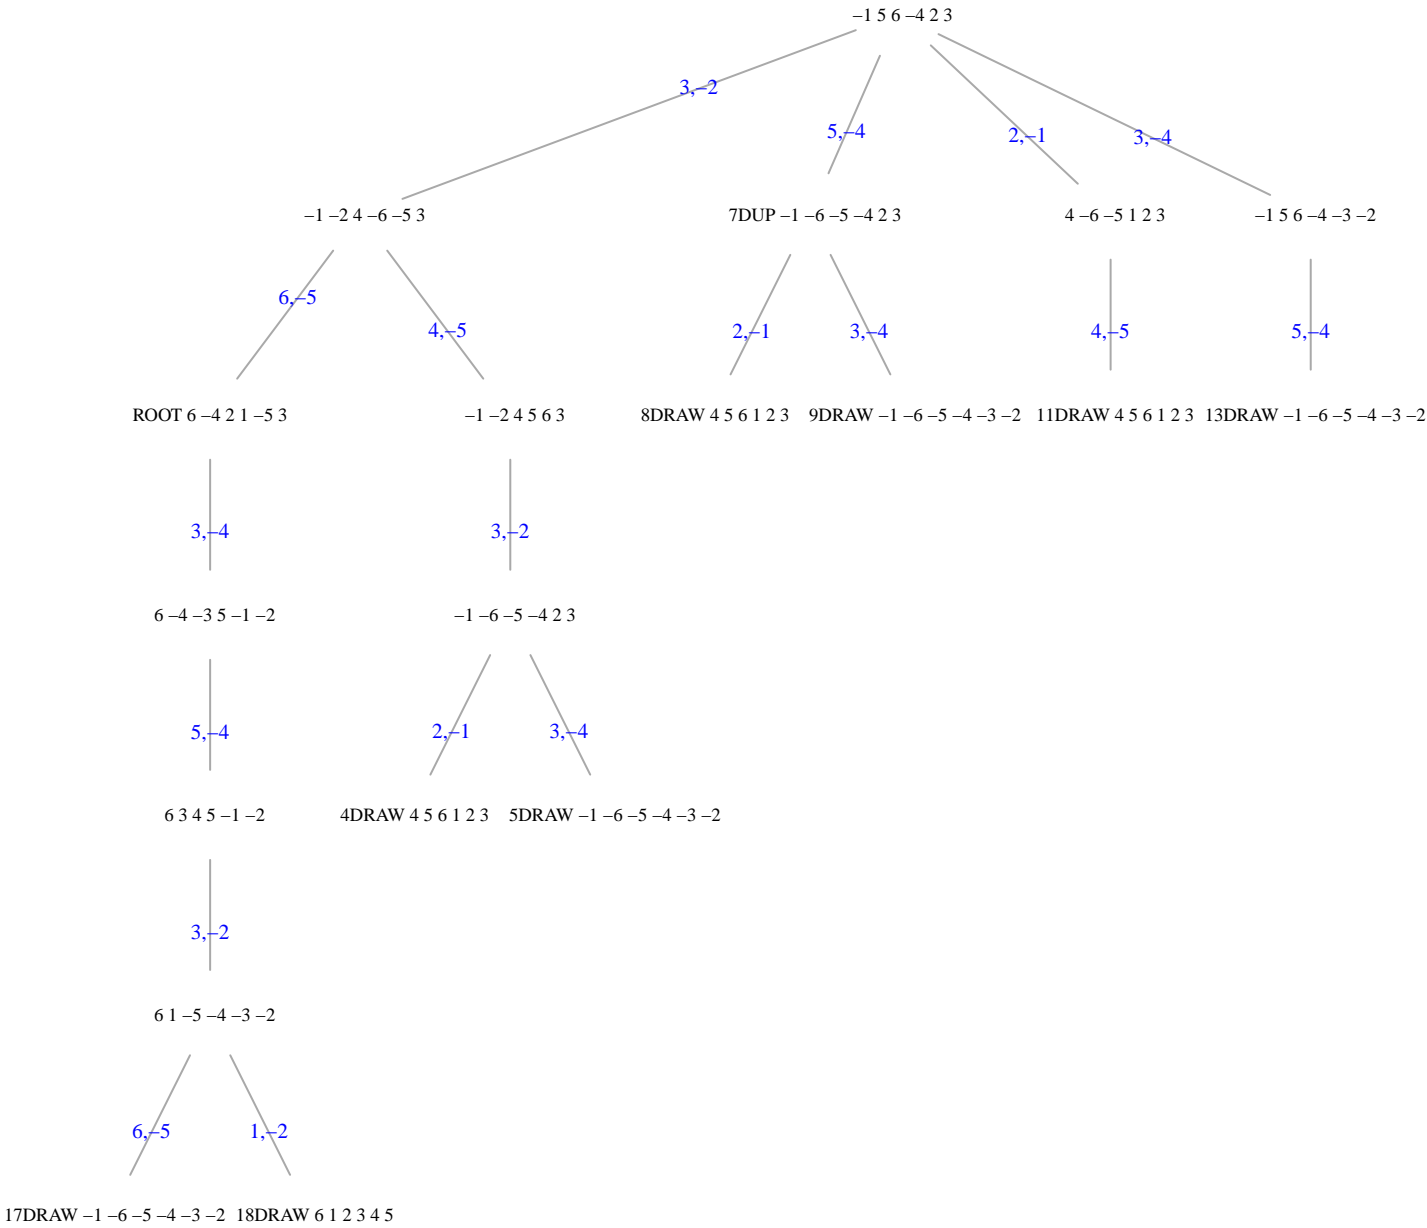 –1 5 6 –4 2 3
3,–2
5,–4
2,–1
3,–4
–1 –2 4 –6 –5 3
7DUP –1 –6 –5 –4 2 3
4 –6 –5 1 2 3
–1 5 6 –4 –3 –2
6,–5
4,–5
2,–1
3,–4
4,–5
5,–4
ROOT 6 –4 2 1 –5 3
–1 –2 4 5 6 3
8DRAW 4 5 6 1 2 3
9DRAW –1 –6 –5 –4 –3 –2
11DRAW 4 5 6 1 2 3
13DRAW –1 –6 –5 –4 –3 –2
3,–4
3,–2
6 –4 –3 5 –1 –2
–1 –6 –5 –4 2 3
5,–4
2,–1
3,–4
6 3 4 5 –1 –2
4DRAW 4 5 6 1 2 3
5DRAW –1 –6 –5 –4 –3 –2
3,–2
6 1 –5 –4 –3 –2
6,–5
1,–2
17DRAW –1 –6 –5 –4 –3 –2
18DRAW 6 1 2 3 4 5